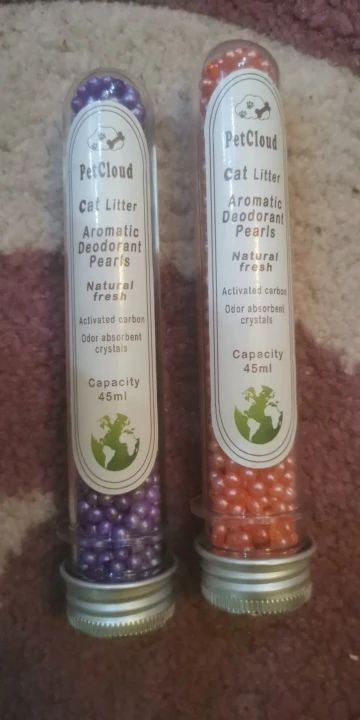 PetCloud
Cat Litter
Aromatic
Deodorant
Pearls
Natural
fresh
Activated carbon
Odor absorbent
crystals
Capacity
45ml
PetCloud
Cat Litter
Aromatic
Deodorant
Pearls
Natural
fresh
Activated carbon
Odor absorbent
crystals
Capacity
45ml